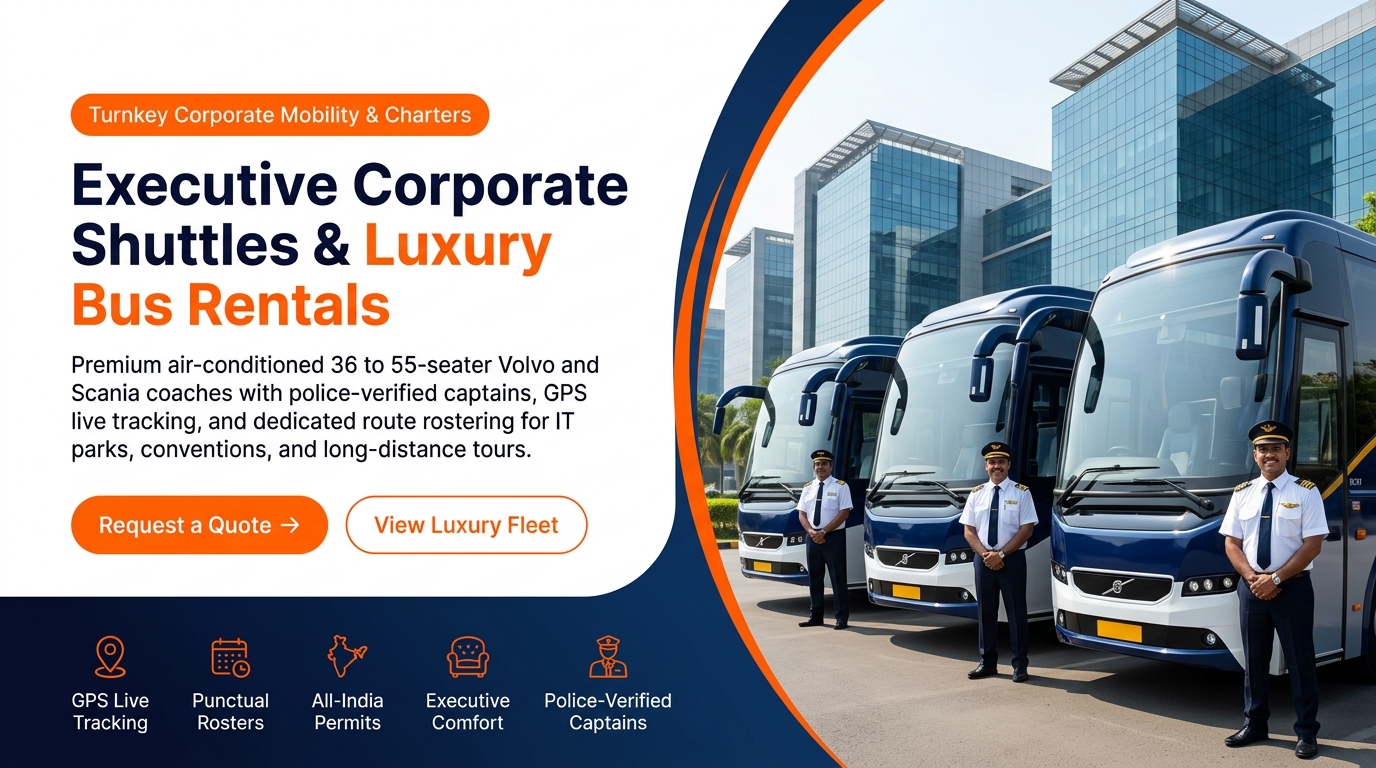 Turnkey Corporate Mobility & Charters
Executive Corporate
Shuttles & Luxury
Bus Rentals
Premium air-conditioned 36 to 55-seater Volvo and
Scania coaches with police-verified captains, GPS
live tracking, and dedicated route rostering for IT
parks, conventions, and long-distance tours.
Request a Quote →
View Luxury Fleet
GPS Live
Tracking
Punctual
Rosters
All-India
Permits
Executive
Comfort
Police-Verified
Captains